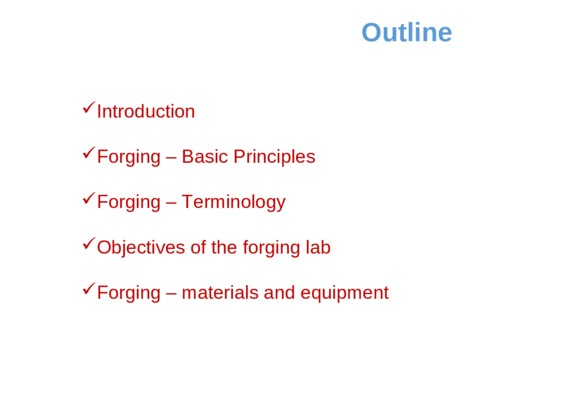 Outline
✓Introduction
✓Forging – Basic Principles
✓Forging – Terminology
✓Objectives of the forging lab
✓Forging – materials and equipment